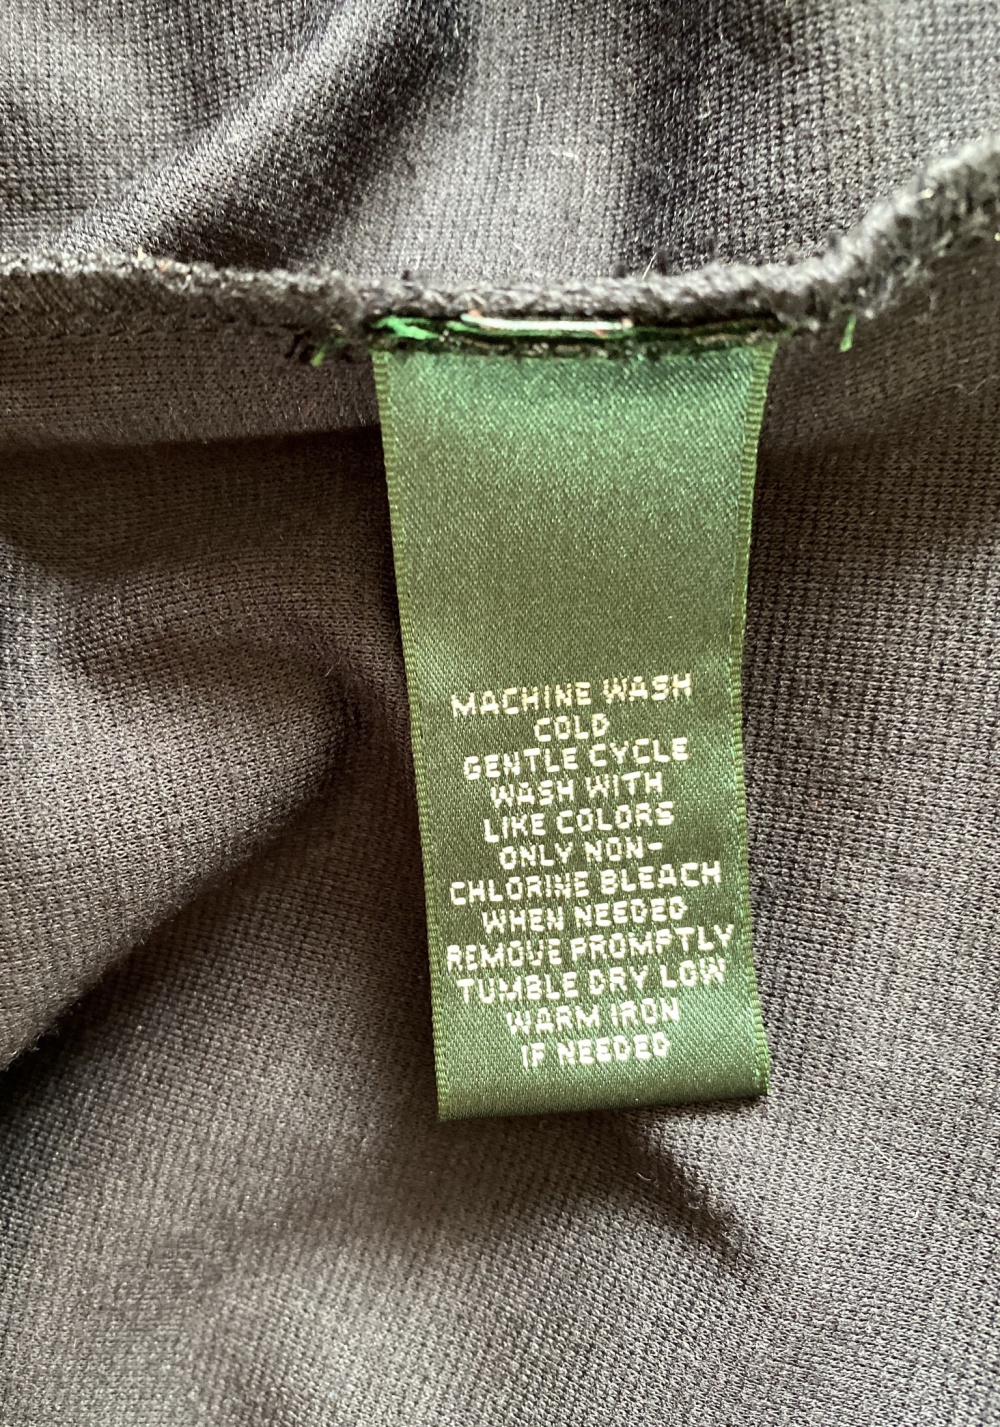 MACHINE WASH
COLD
GENTLE CYCLE
WASH WITH
LIKE COLORS
ONLY NON-
CHLORINE BLEACH
WHEN NEEDED
REMOVE PROMPTLY
TUMBLE DRY LOW
WARM IRON
IF NEEDED